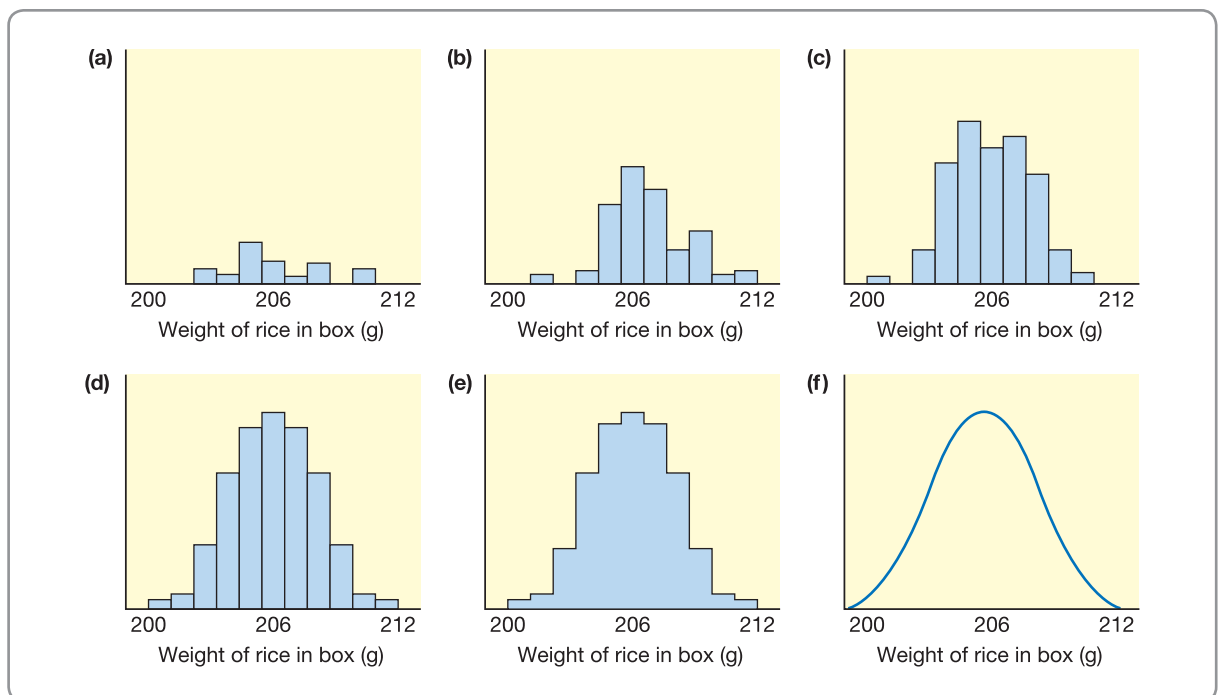 (a) (b) (c)
200 206 212 200 206 212 200 206 212
Weight of rice in box (g) Weight of rice in box (g) Weight of rice in box (g)
(d) (e) (f)
200 206 212 200 206 212 200 206 212
Weight of rice in box (g) Weight of rice in box (g) Weight of rice in box (g)